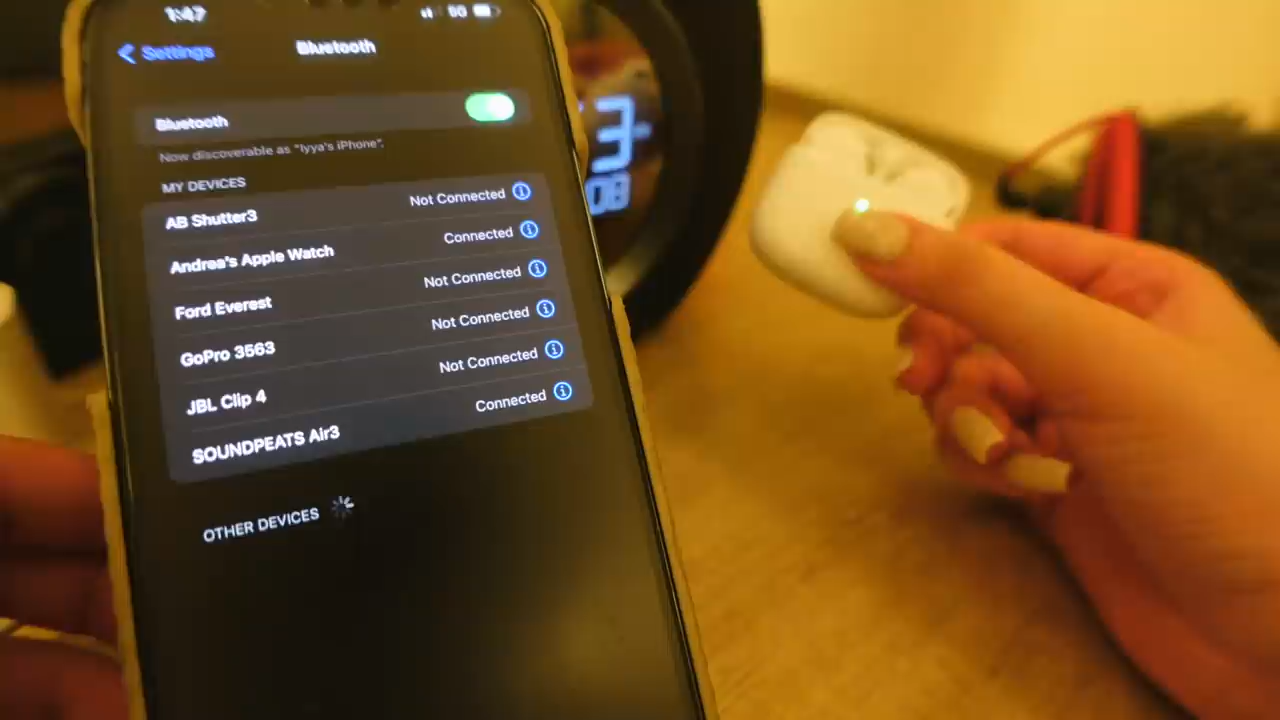 1:47
5G
Settings
Bluetooth
Bluetooth
Now discoverable as "Iyya's iPhone".
MY DEVICES
AB Shutter3 Not Connected
Andrea's Apple Watch Connected
Ford Everest Not Connected
GoPro 3563 Not Connected
JBL Clip 4 Not Connected
SOUNDPEATS Air3 Connected
OTHER DEVICES
3
08